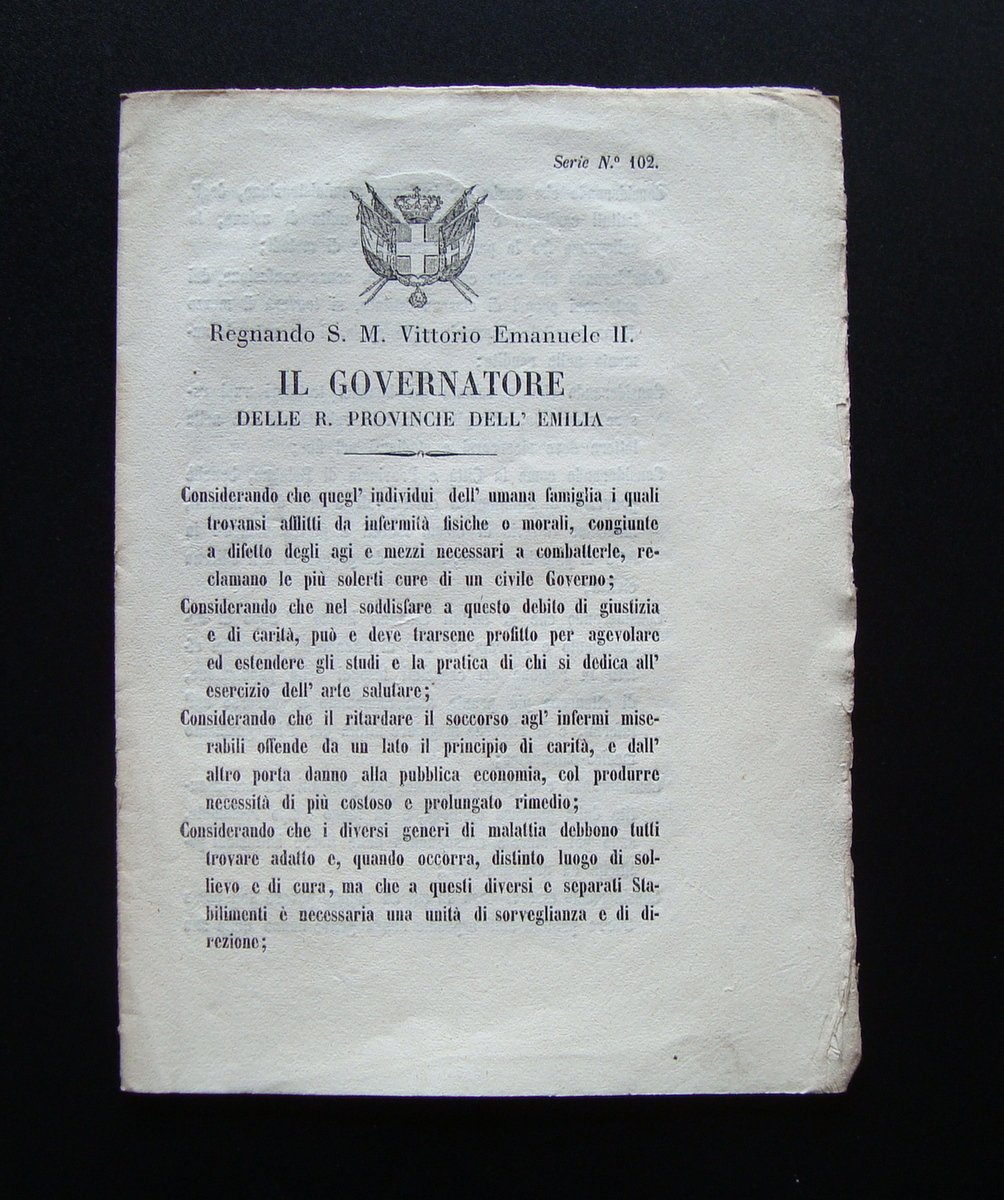 Serie N.º 102.
Regnando S. M. Vittorio Emanuele II.
IL GOVERNATORE
DELLE R. PROVINCIE DELL' EMILIA
Considerando che quegl' individui dell' umana famiglia i quali
trovansi afflitti da infermità fisiche o morali, congiunte
a difetto degli agi e mezzi necessari a combatterle, re-
clamano le più solerti cure di un civile Governo;
Considerando che nel soddisfare a questo debito di giustizia
e di carità, può e deve trarsene profitto per agevolare
ed estendere gli studi e la pratica di chi si dedica all'
esercizio dell' arte salutare;
Considerando che il ritardare il soccorso agl' infermi mise-
rabili offende da un lato il principio di carità, e dall'
altro porta danno alla pubblica economia, col produrre
necessità di più costoso e prolungato rimedio;
Considerando che i diversi generi di malattia debbono tutti
trovare adatto e, quando occorra, distinto luogo di sol-
lievo e di cura, ma che a questi diversi e separati Sta-
bilimenti è necessaria una unità di sorveglianza e di di-
rezione;